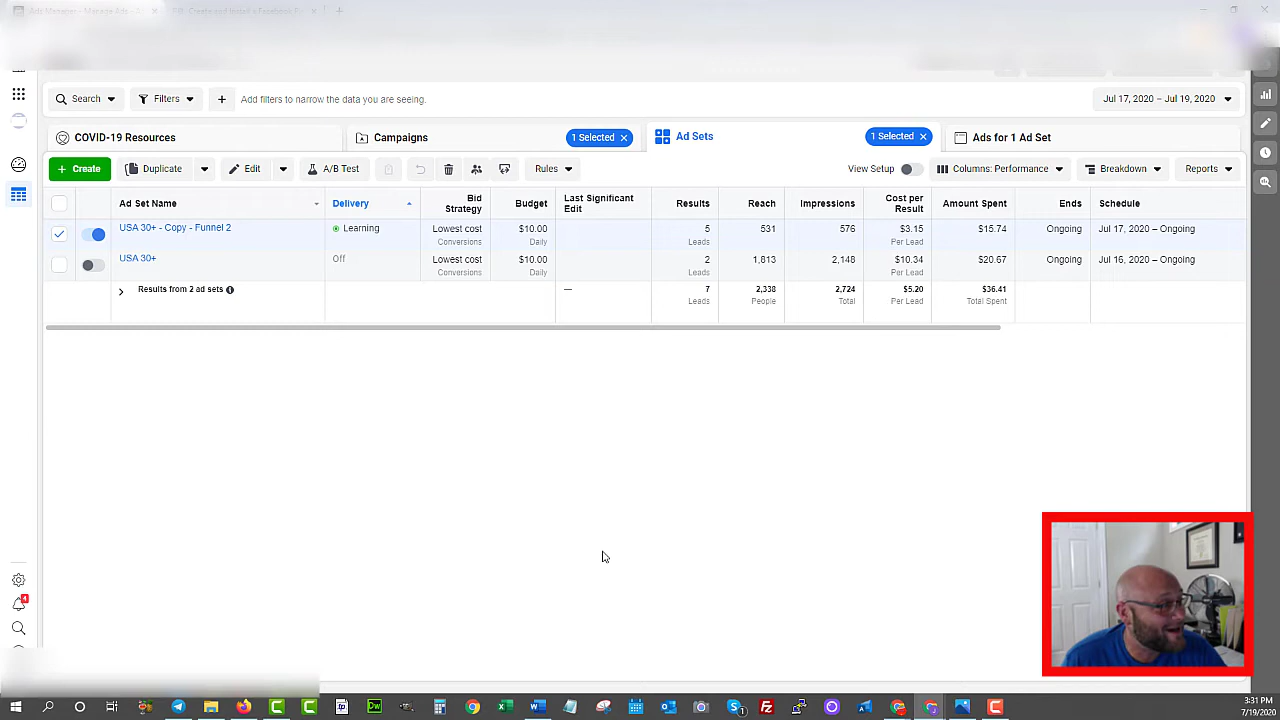 Search
Filters
Add filters to narrow the data you are seeing.
Jul 17, 2020 – Jul 19, 2020
COVID-19 Resources
Campaigns
1 Selected
Ad Sets
1 Selected
Ads for 1 Ad Set
Create
Duplicate
Edit
A/B Test
Rules
View Setup
Columns: Performance
Breakdown
Reports
Ad Set Name
Delivery
Bid Strategy
Budget
Last Significant Edit
Results
Reach
Impressions
Cost per Result
Amount Spent
Ends
Schedule
USA 30+ - Copy - Funnel 2
Learning
Lowest cost
Conversions
$10.00
Daily
5
Leads
531
576
$3.15
Per Lead
$15.74
Ongoing
Jul 17, 2020 – Ongoing
USA 30+
Off
Lowest cost
Conversions
$10.00
Daily
2
Leads
1,813
2,148
$10.34
Per Lead
$20.67
Ongoing
Jul 16, 2020 – Ongoing
Results from 2 ad sets
—
7
Leads
2,338
People
2,724
Total
$5.20
Per Lead
$36.41
Total Spent
4
3:31 PM
7/19/2020